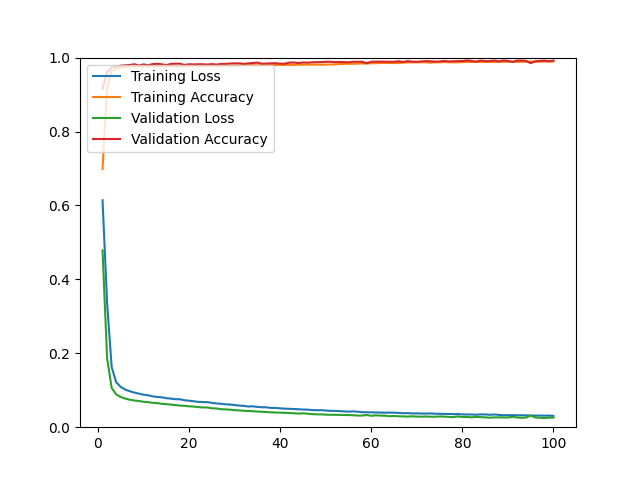 1.0
0.8
0.6
0.4
0.2
0.0
Training Loss
Training Accuracy
Validation Loss
Validation Accuracy
0 20 40 60 80 100